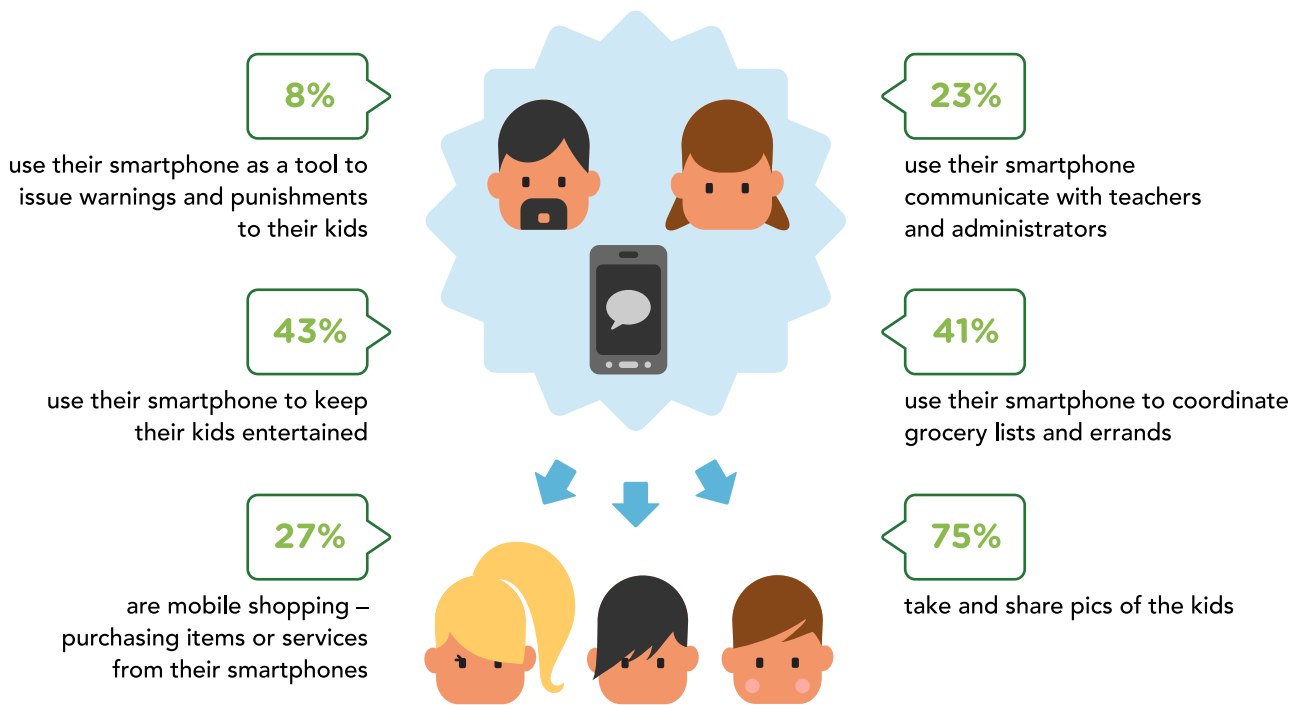 8%
use their smartphone as a tool to
issue warnings and punishments
to their kids
23%
use their smartphone
communicate with teachers
and administrators
43%
use their smartphone to keep
their kids entertained
41%
use their smartphone to coordinate
grocery lists and errands
27%
are mobile shopping –
purchasing items or services
from their smartphones
75%
take and share pics of the kids